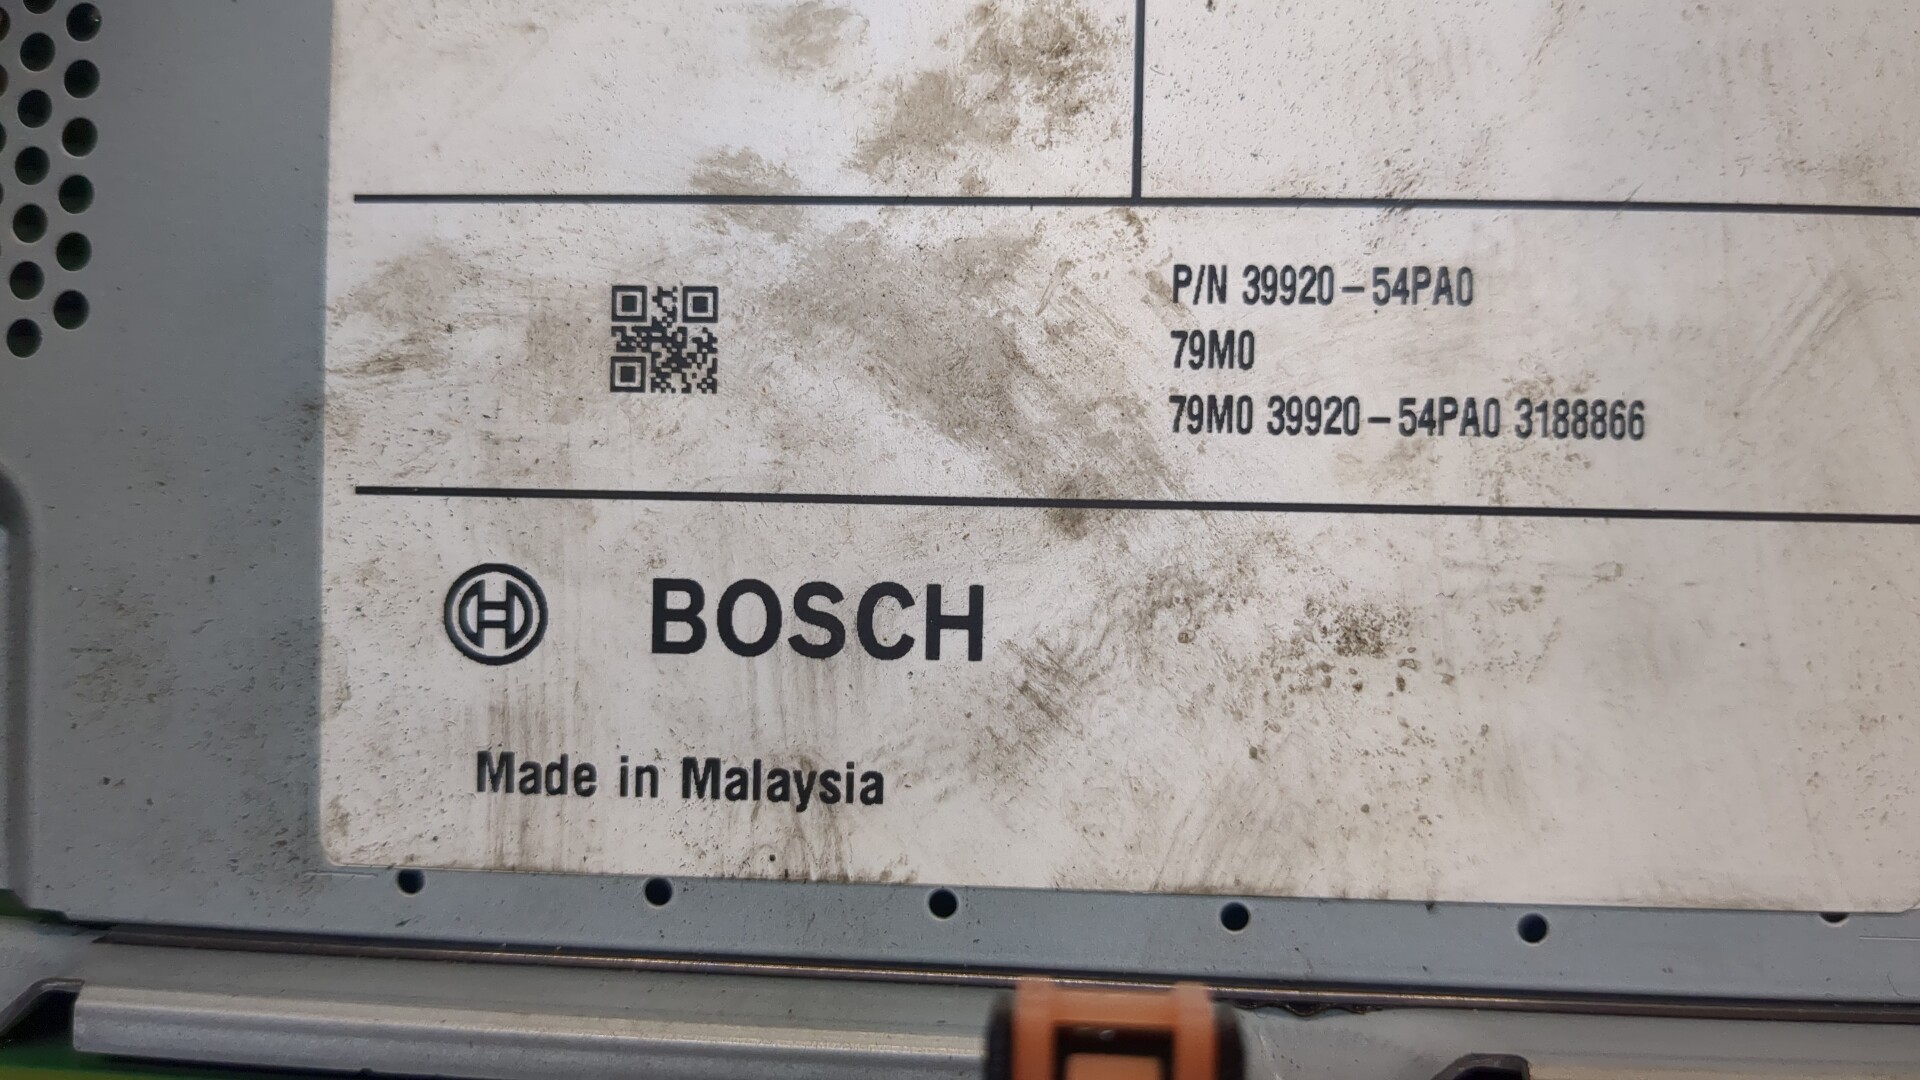 P/N 39920-54PA0
79M0
79M0 39920-54PA0 3188866
BOSCH
Made in Malaysia